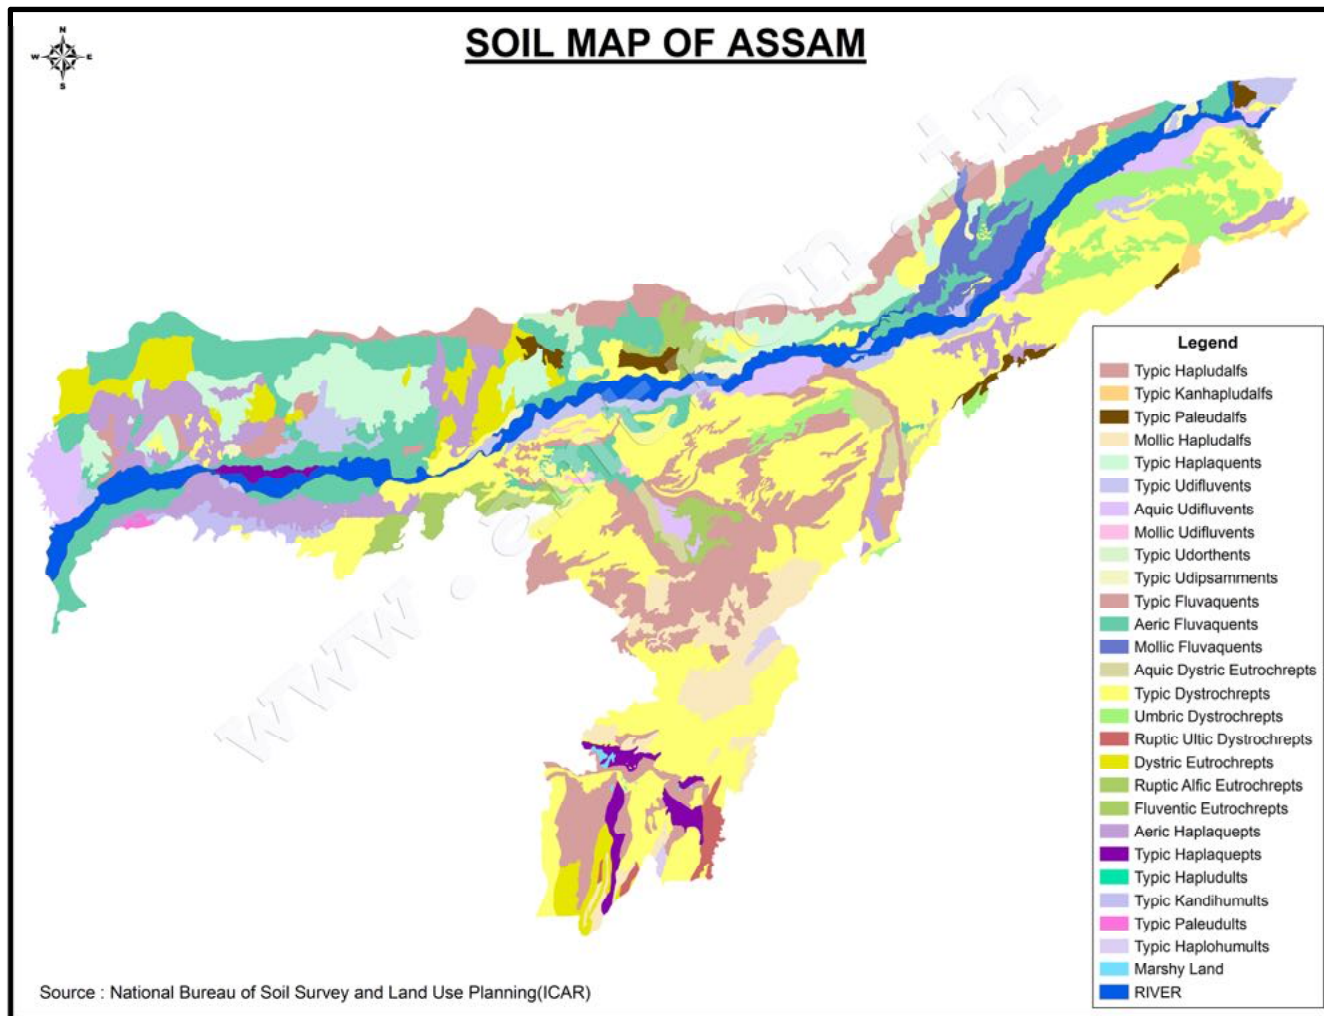 SOIL MAP OF ASSAM
N
W E
S
Legend
Typic Hapludalfs
Typic Kanhapludalfs
Typic Paleudalfs
Mollic Hapludalfs
Typic Haplaquents
Typic Udifluvents
Aquic Udifluvents
Mollic Udifluvents
Typic Udorthents
Typic Udipsamments
Typic Fluvaquents
Aeric Fluvaquents
Mollic Fluvaquents
Aquic Dystric Eutrochrepts
Typic Dystrochrepts
Umbric Dystrochrepts
Ruptic Ultic Dystrochrepts
Dystric Eutrochrepts
Ruptic Alfic Eutrochrepts
Fluventic Eutrochrepts
Aeric Haplaquepts
Typic Haplaquepts
Typic Hapludults
Typic Kandihumults
Typic Paleudults
Typic Haplohumults
Marshy Land
RIVER
Source : National Bureau of Soil Survey and Land Use Planning(ICAR)